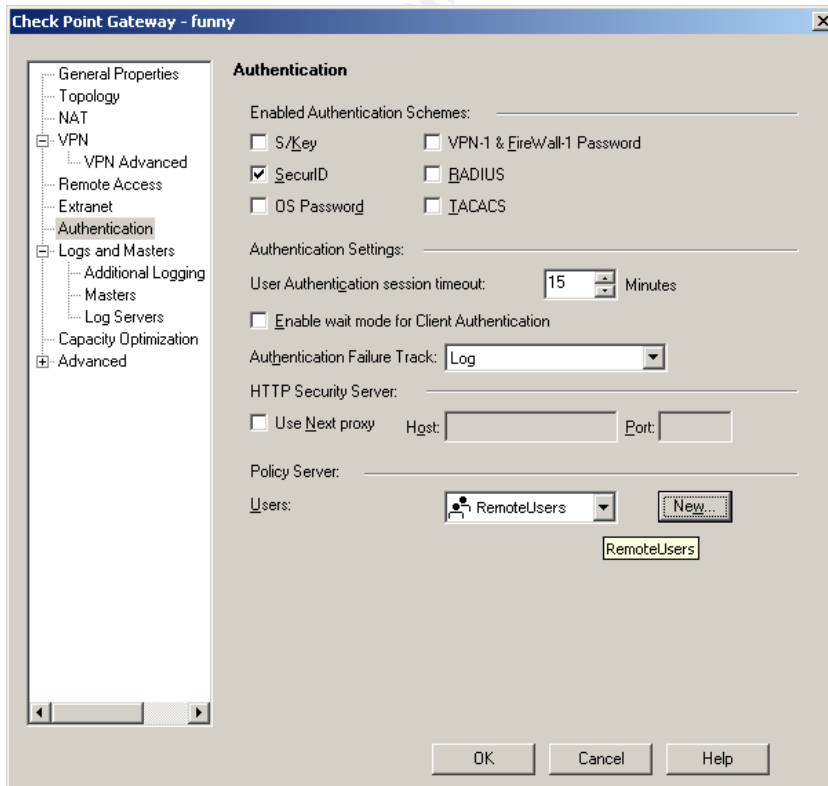 Check Point Gateway - funny
General Properties
Topology
NAT
VPN
VPN Advanced
Remote Access
Extranet
Authentication
Logs and Masters
Additional Logging
Masters
Log Servers
Capacity Optimization
Advanced
Authentication
Enabled Authentication Schemes:
S/Key
VPN-1 & FireWall-1 Password
SecurID
RADIUS
OS Password
TACACS
Authentication Settings:
User Authentication session timeout: 15 Minutes
Enable wait mode for Client Authentication
Authentication Failure Track: Log
HTTP Security Server:
Use Next proxy Host: Port:
Policy Server:
Users: RemoteUsers New...
RemoteUsers
OK Cancel Help